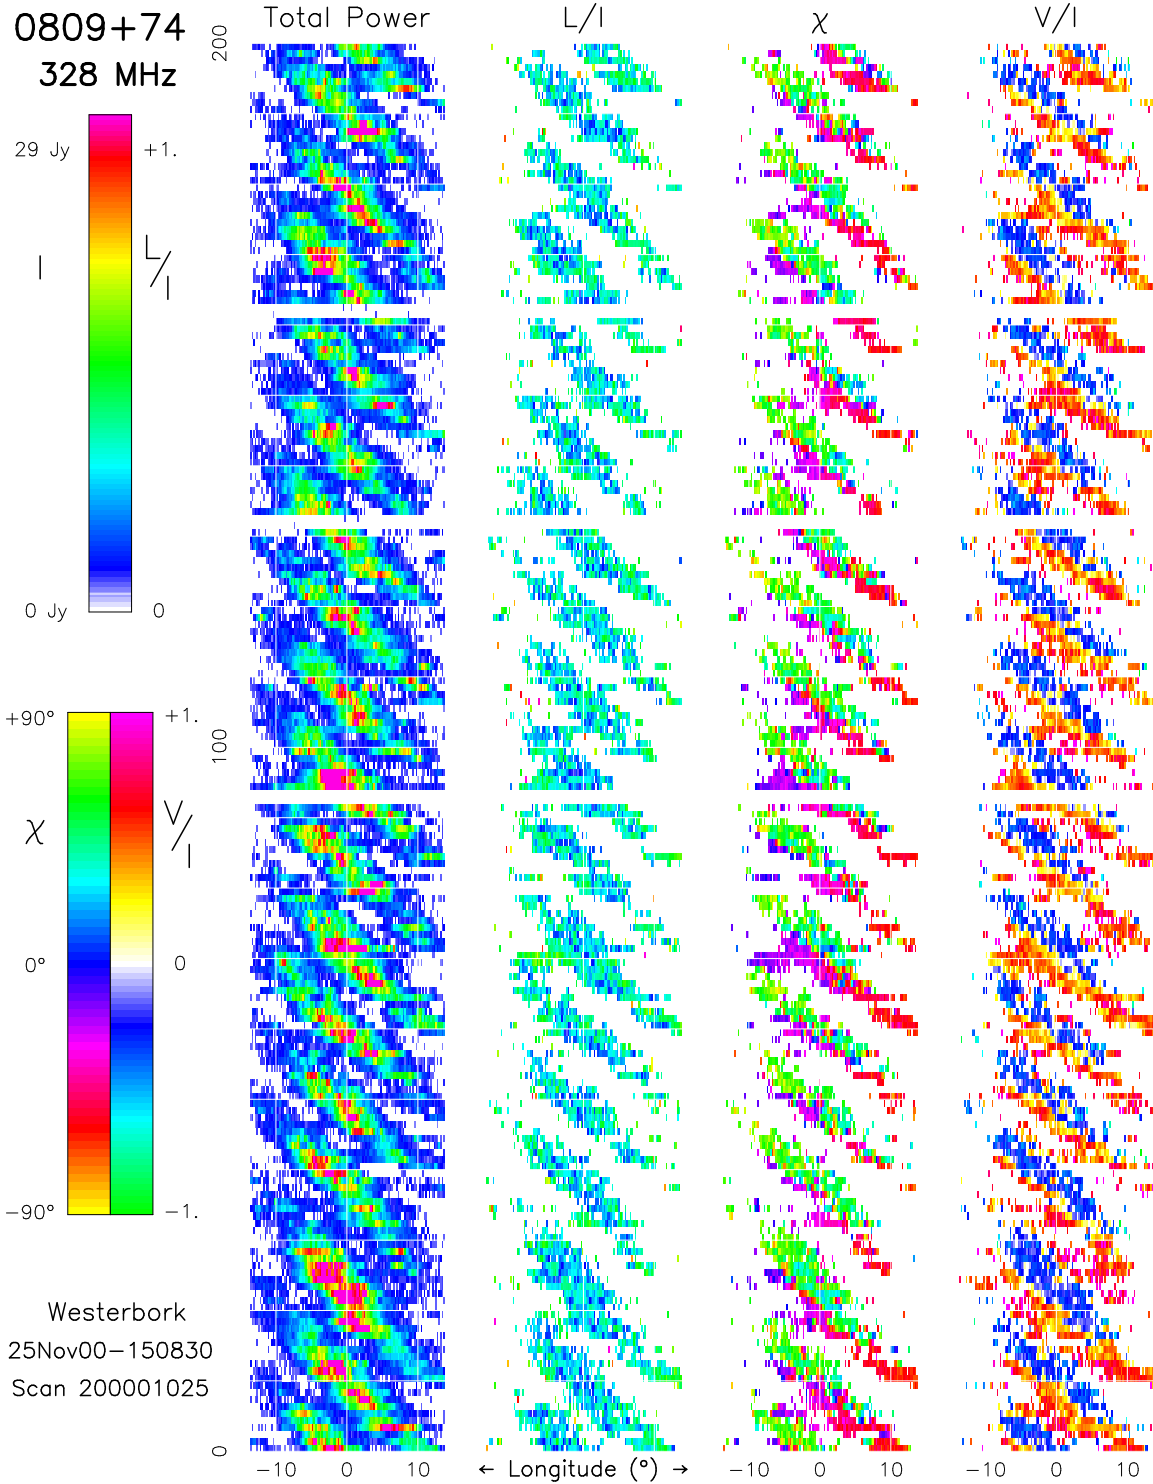 0809+74
328 MHz
Total Power
L/I
χ
V/I
200
29 Jy
+1.
I
L/I
0 Jy
0
+90°
+1.
100
χ
V/I
0°
0
−90°
−1.
Westerbork
25Nov00−150830
Scan 200001025
0
−10 0 10
← Longitude (°) →
−10 0 10
−10 0 10